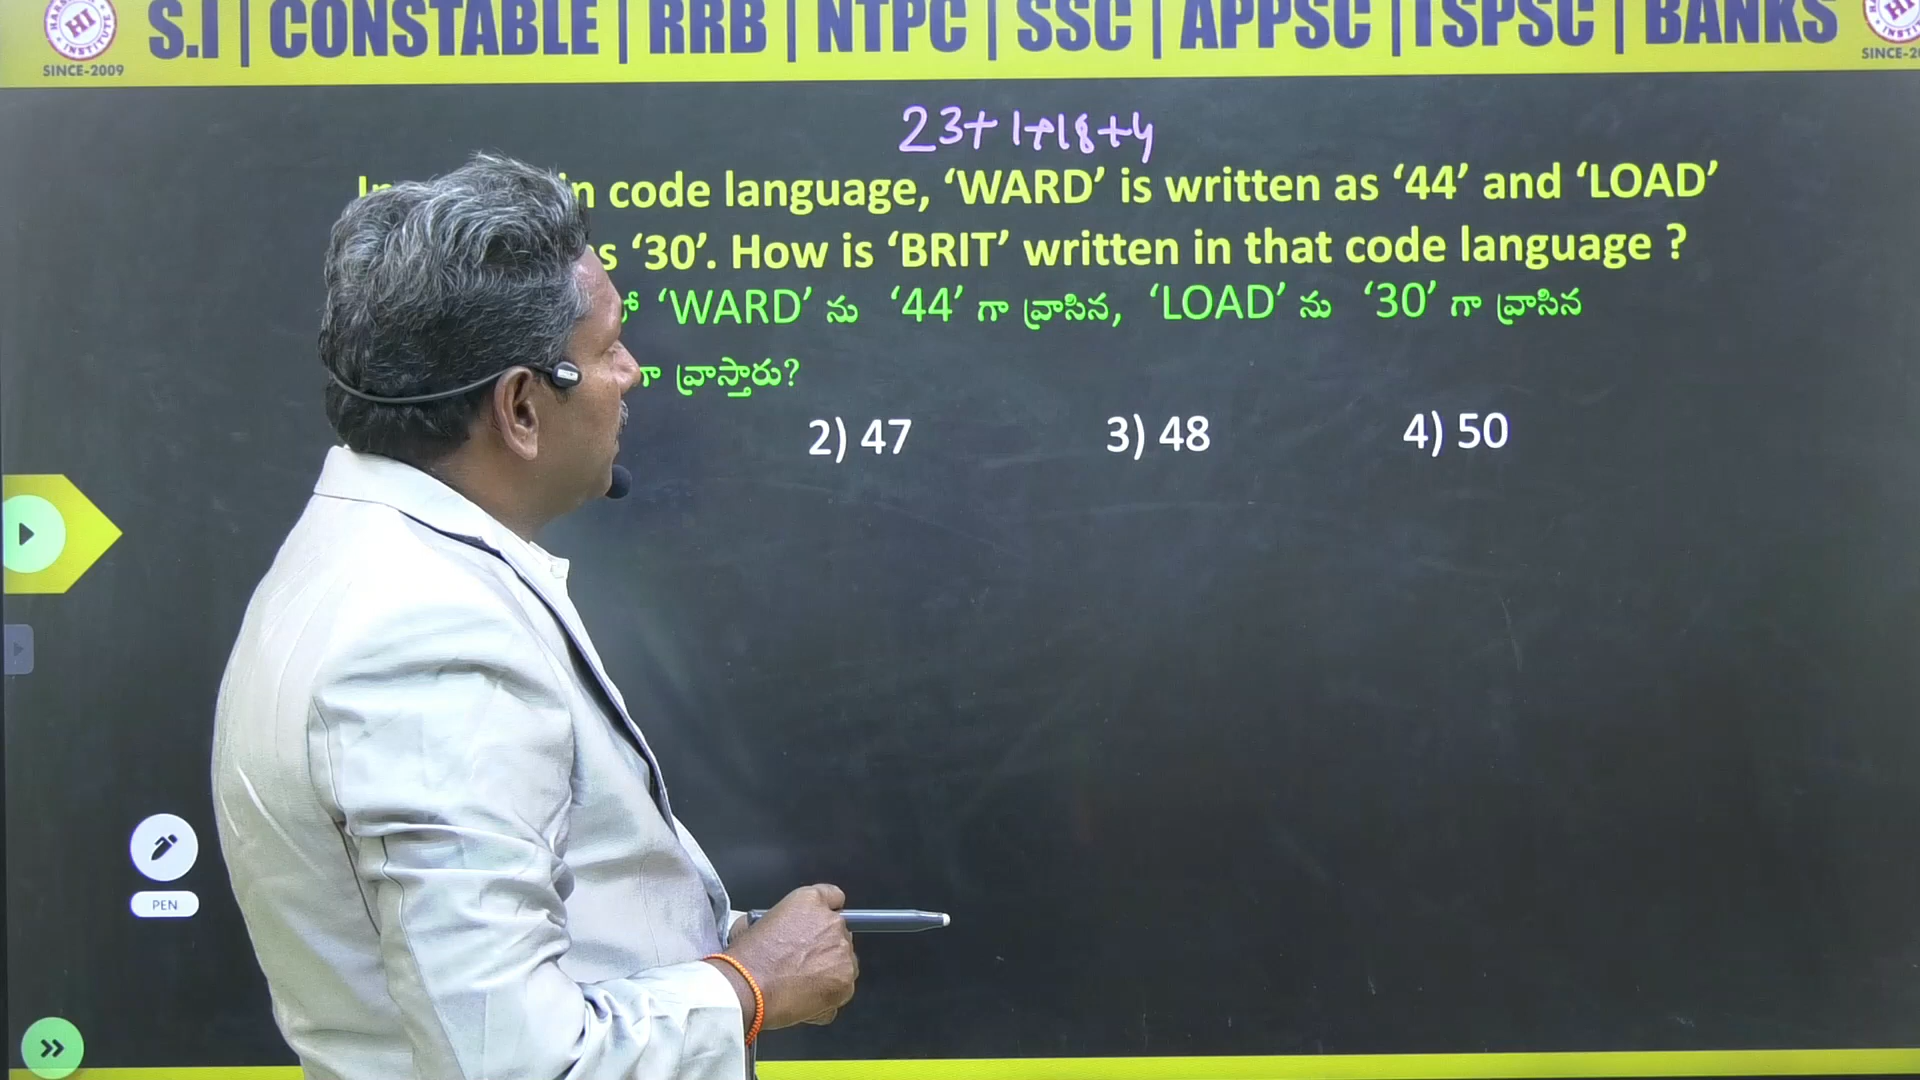 S.I | CONSTABLE | RRB | NTPC | SSC | APPSC | TSPSC | BANKS
SINCE-2009
23+1+18+4
code language, ‘WARD’ is written as ‘44’ and ‘LOAD’
‘30’. How is ‘BRIT’ written in that code language ?
‘WARD’ ను ‘44’ గా వ్రాసిన, ‘LOAD’ ను ‘30’ గా వ్రాసిన
గా వ్రాస్తారు?
2) 47 3) 48 4) 50
PEN